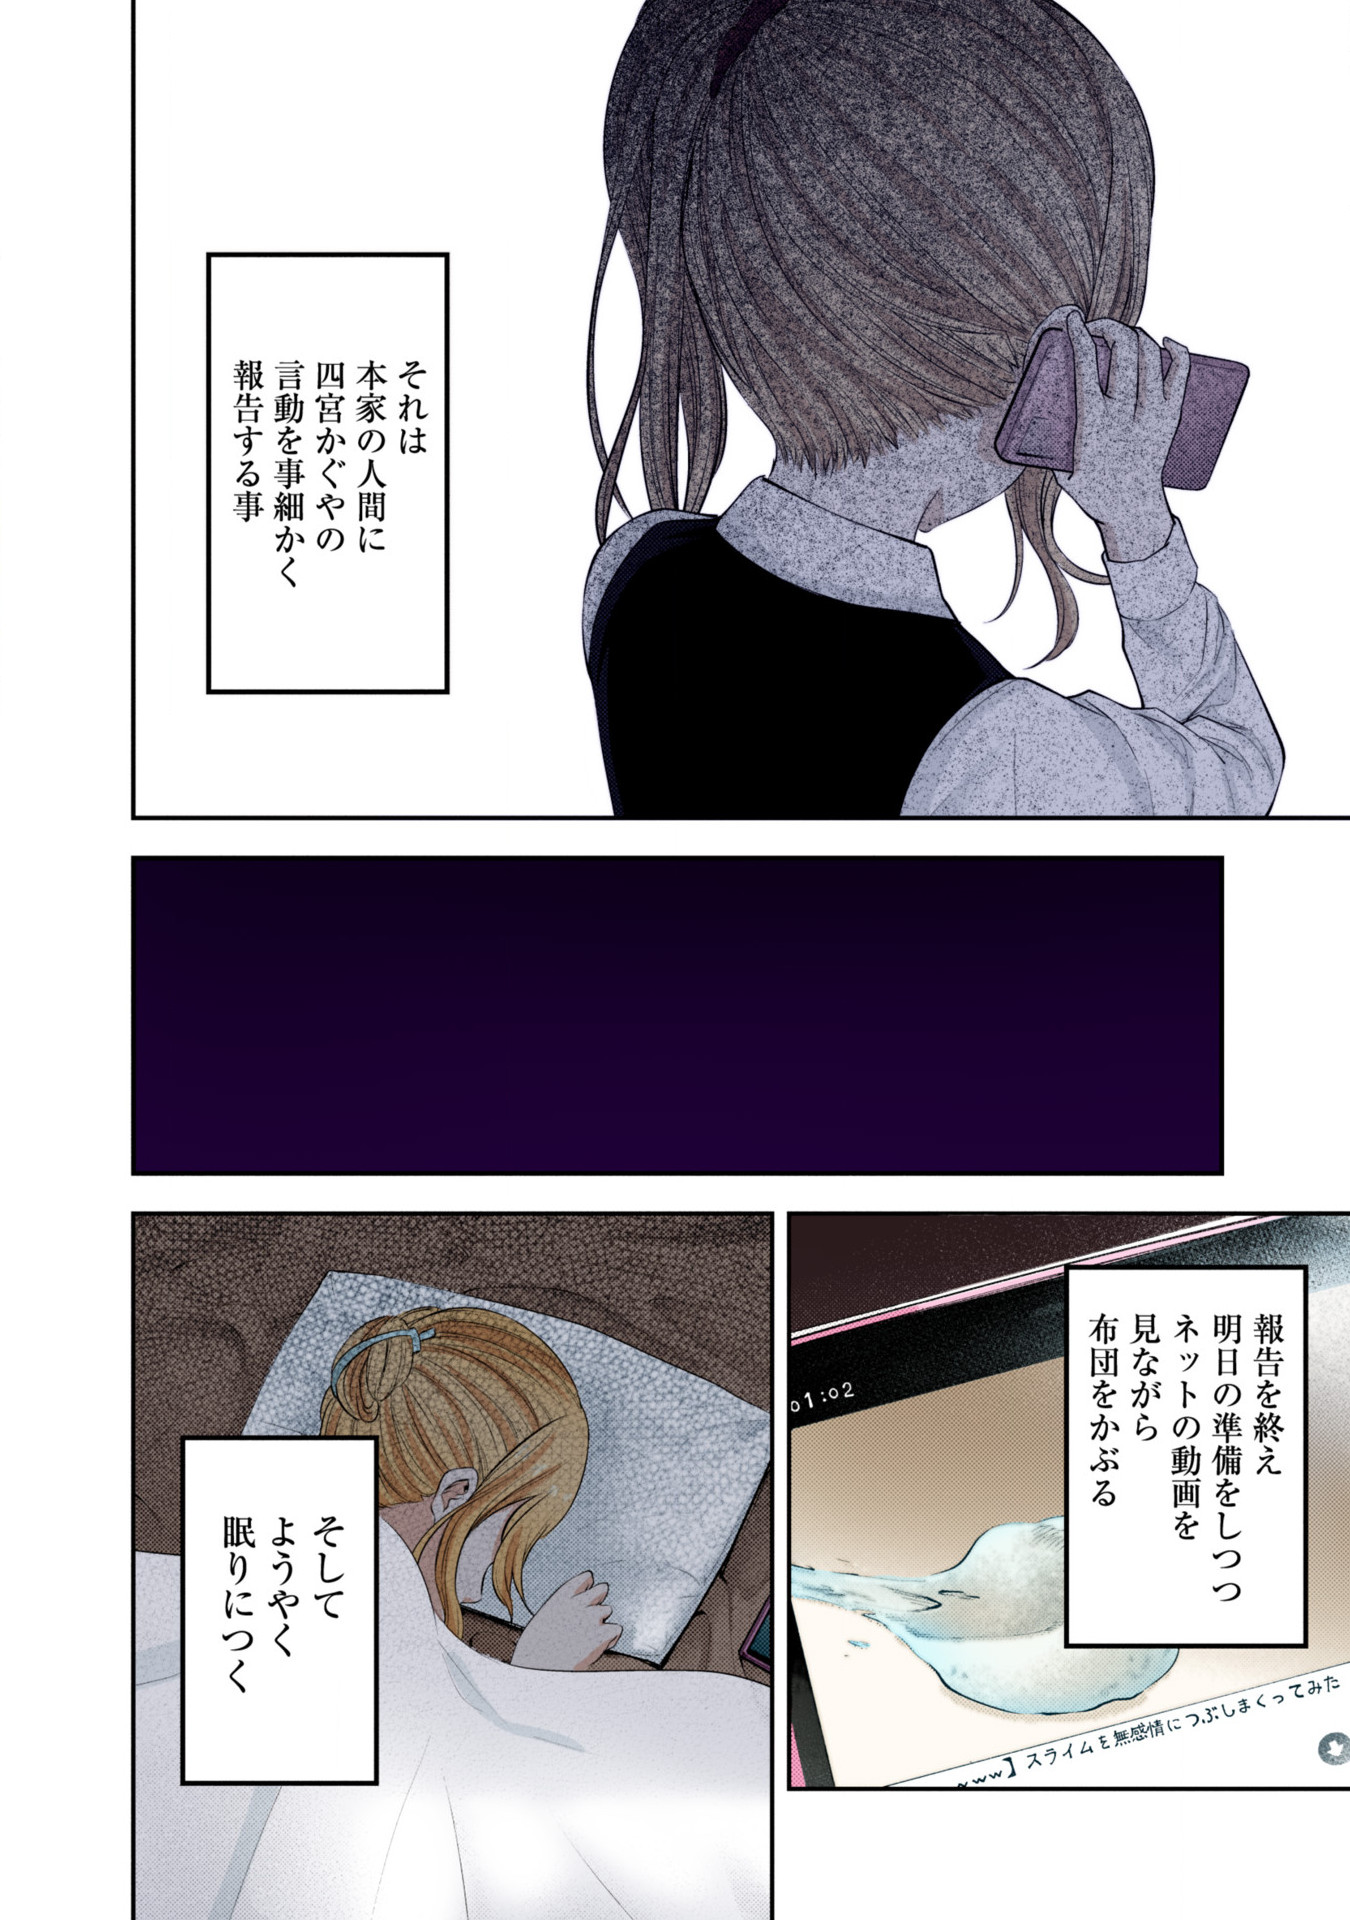 それは
本家の人間に
四宮かぐやの
言動を事細かく
報告する事
報告を終え
明日の準備をしつつ
ネットの動画を
見ながら
布団をかぶる
01:02
www】スライムを無感情につぶしまくってみた
そして
ようやく
眠りにつく